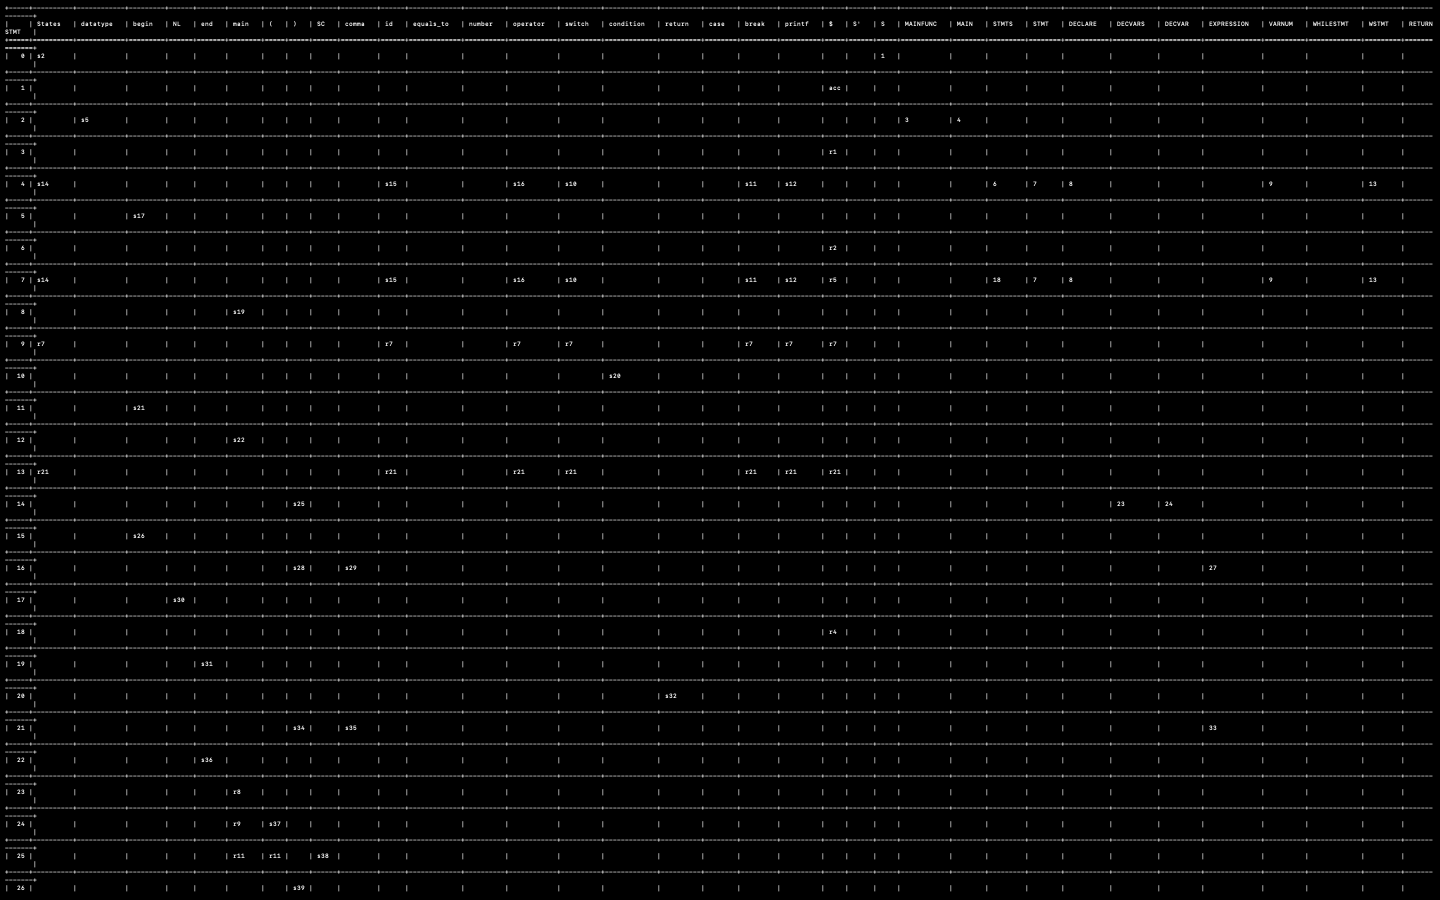 | States | datatype | begin | NL | end | main | ( | ) | SC | comma | id | equals_to | number | operator | switch | condition | return | case | break | printf | $ | S' | S | MAINFUNC | MAIN | STMTS | STMT | DECLARE | DECVARS | DECVAR | EXPRESSION | VARNUM | WHILESTMT | WSTMT | RETURN
STMT |
| 0 | s2 | 1
| 1 | acc |
| 2 | s5 | 3 | 4
| 3 | r1 |
| 4 | s14 | s15 | s16 | s10 | s11 | s12 | 6 | 7 | 8 | 9 | 13
| 5 | s17
| 6 | r2
| 7 | s14 | s15 | s16 | s10 | s11 | s12 | r5 | 18 | 7 | 8 | 9 | 13
| 8 | s19
| 9 | r7 | r7 | r7 | r7 | r7 | r7 | r7
| 10 | s20
| 11 | s21
| 12 | s22
| 13 | r21 | r21 | r21 | r21 | r21 | r21 | r21 |
| 14 | s25 | 23 | 24
| 15 | s26
| 16 | s28 | s29 | 27
| 17 | s30
| 18 | r4
| 19 | s31
| 20 | s32
| 21 | s34 | s35 | 33
| 22 | s36
| 23 | r8
| 24 | r9 | s37 |
| 25 | r11 | r11 | s38
| 26 | s39 |